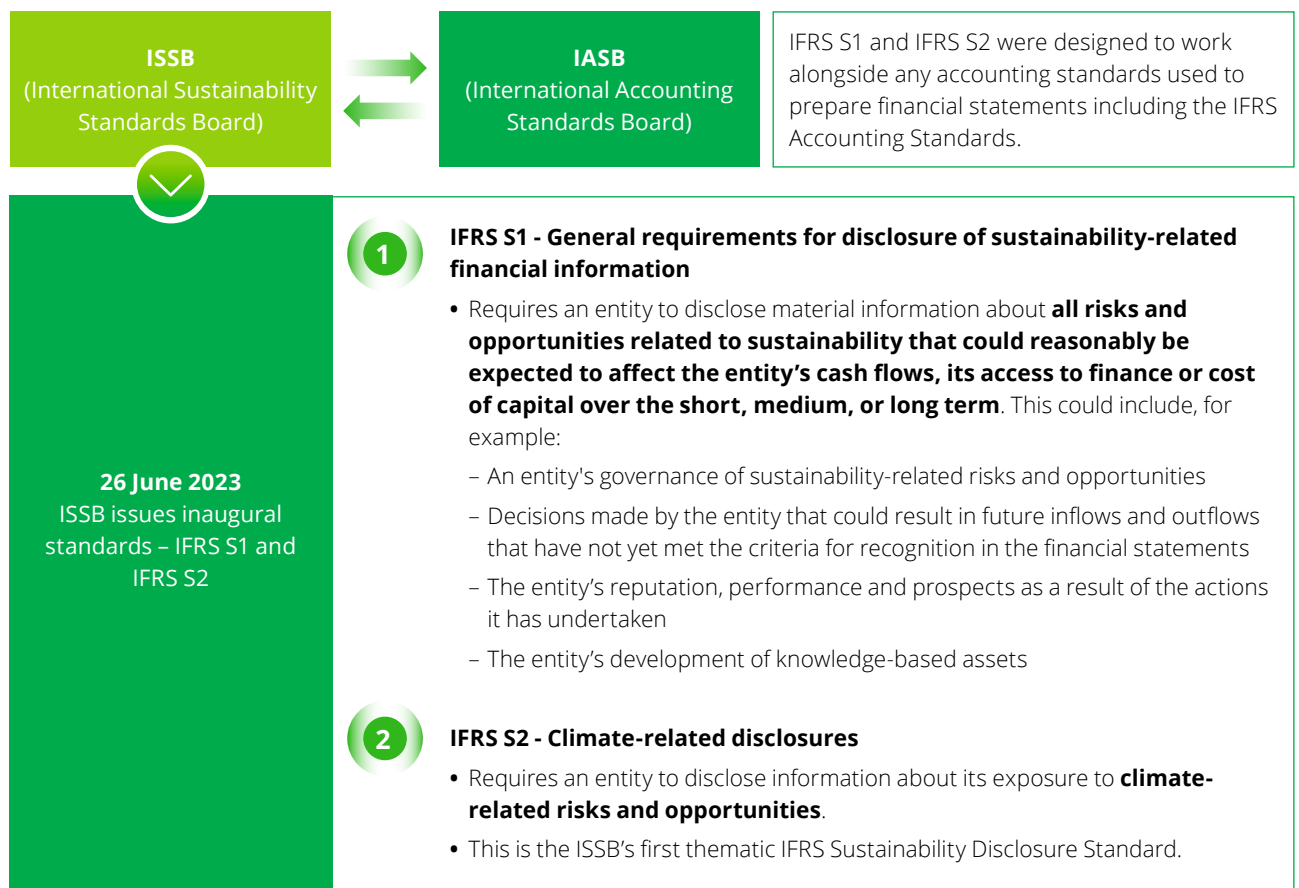 ISSB
(International Sustainability
Standards Board)
IASB
(International Accounting
Standards Board)
IFRS S1 and IFRS S2 were designed to work
alongside any accounting standards used to
prepare financial statements including the IFRS
Accounting Standards.
26 June 2023
ISSB issues inaugural
standards – IFRS S1 and
IFRS S2
1
IFRS S1 - General requirements for disclosure of sustainability-related
financial information
• Requires an entity to disclose material information about all risks and
opportunities related to sustainability that could reasonably be
expected to affect the entity’s cash flows, its access to finance or cost
of capital over the short, medium, or long term. This could include, for
example:
– An entity's governance of sustainability-related risks and opportunities
– Decisions made by the entity that could result in future inflows and outflows
that have not yet met the criteria for recognition in the financial statements
– The entity’s reputation, performance and prospects as a result of the actions
it has undertaken
– The entity’s development of knowledge-based assets
2
IFRS S2 - Climate-related disclosures
• Requires an entity to disclose information about its exposure to climate-
related risks and opportunities.
• This is the ISSB’s first thematic IFRS Sustainability Disclosure Standard.